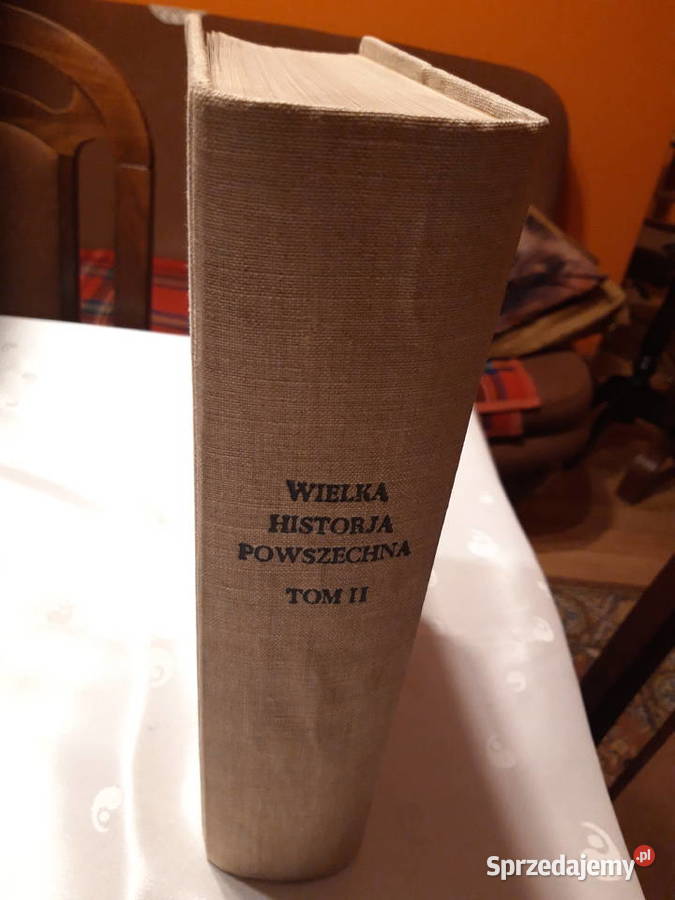 WIELKA
HISTORJA
POWSZECHNA
TOM II
Sprzedajemy.pl